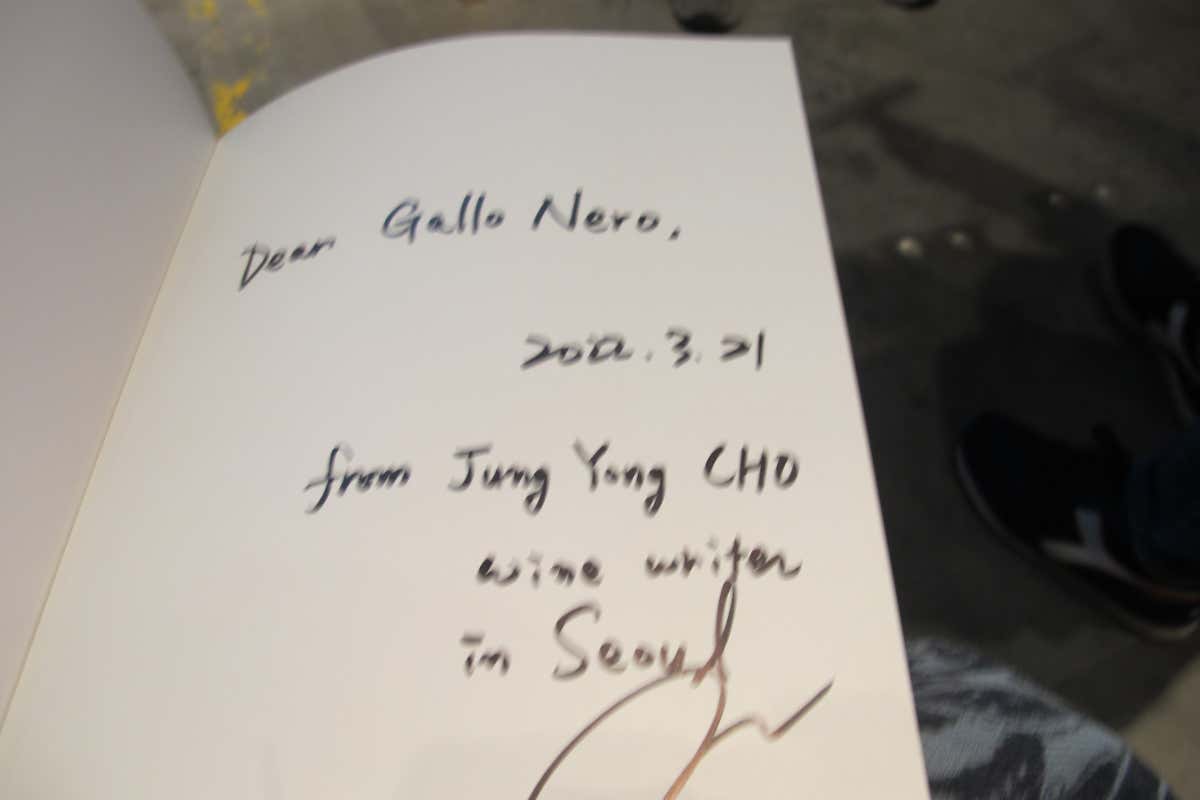 Dear Gallo Nero,
2022.3.21
from Jung Yong CHO
wine writer
in Seoul